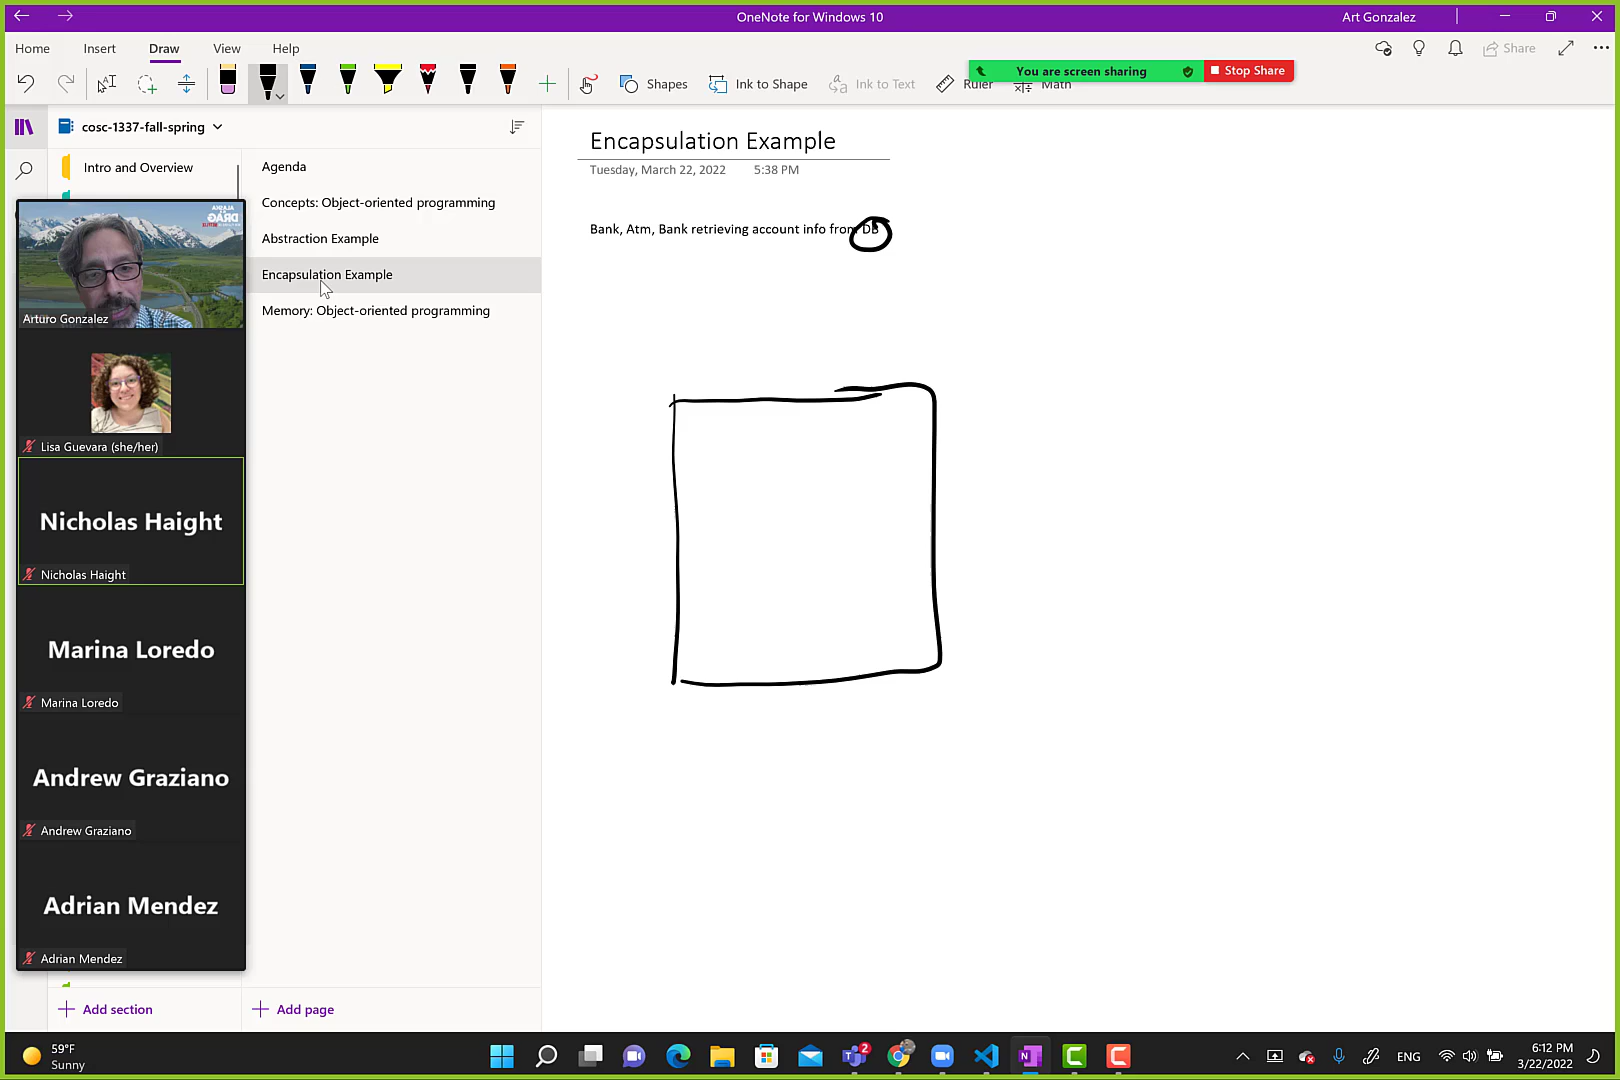 OneNote for Windows 10
Art Gonzalez
Home
Insert
Draw
View
Help
Share
Shapes
Ink to Shape
Ink to Text
Ruler
Math
You are screen sharing
Stop Share
cosc-1337-fall-spring
Intro and Overview
Agenda
Concepts: Object-oriented programming
Abstraction Example
Encapsulation Example
Memory: Object-oriented programming
Add section
Add page
Encapsulation Example
Tuesday, March 22, 2022 5:38 PM
Bank, Atm, Bank retrieving account info from DB
Arturo Gonzalez
Lisa Guevara (she/her)
Nicholas Haight
Nicholas Haight
Marina Loredo
Marina Loredo
Andrew Graziano
Andrew Graziano
Adrian Mendez
Adrian Mendez
59°F
Sunny
2
ENG
6:12 PM
3/22/2022